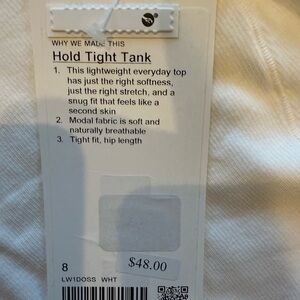 WHY WE MADE THIS
Hold Tight Tank
1. This lightweight everyday top
has just the right softness,
just the right stretch, and a
snug fit that feels like a
second skin
2. Modal fabric is soft and
naturally breathable
3. Tight fit, hip length
$48.00
8
LW1DOSS WHT